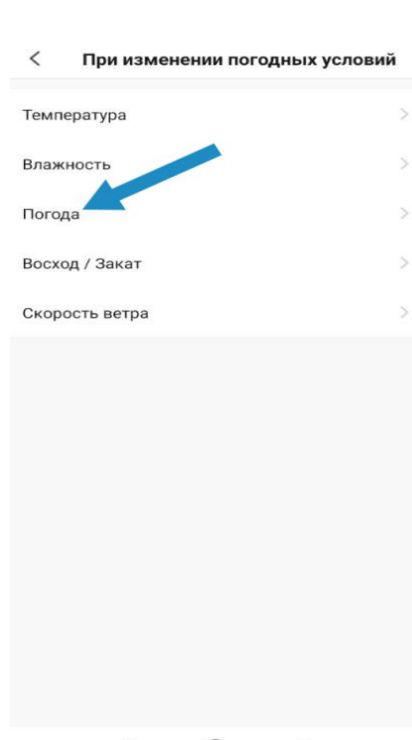 При изменении погодных условий
Температура
Влажность
Погода
Восход / Закат
Скорость ветра